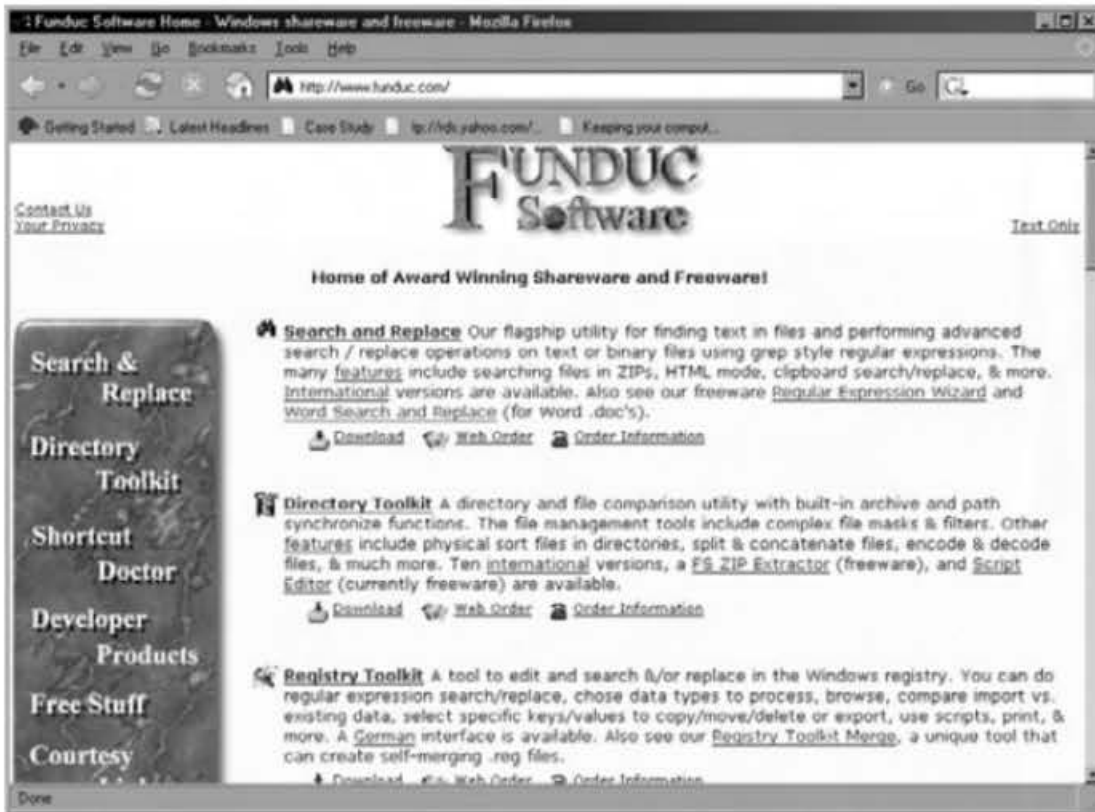 Funduc Software Home - Windows shareware and freeware - Mozilla Firefox
File Edit View Go Bookmarks Tools Help
http://www.funduc.com/ Go
Getting Started Latest Headlines Case Study Keeping your comput...
FUNDUC
Software
Contact Us
Your Privacy
Text Only
Home of Award Winning Shareware and Freeware!
Search &
Replace
Directory
Toolkit
Shortcut
Doctor
Developer
Products
Free Stuff
Courtesy
Search and Replace Our flagship utility for finding text in files and performing advanced
search / replace operations on text or binary files using grep style regular expressions. The
many features include searching files in ZIPs, HTML mode, clipboard search/replace, & more.
International versions are available. Also see our freeware Regular Expression Wizard and
Word Search and Replace (for Word .doc's).
Download Web Order Order Information
Directory Toolkit A directory and file comparison utility with built-in archive and path
synchronize functions. The file management tools include complex file masks & filters. Other
features include physical sort files in directories, split & concatenate files, encode & decode
files, & much more. Ten international versions, a FS ZIP Extractor (freeware), and Script
Editor (currently freeware) are available.
Download Web Order Order Information
Registry Toolkit A tool to edit and search &/or replace in the Windows registry. You can do
regular expression search/replace, chose data types to process, browse, compare import vs.
existing data, select specific keys/values to copy/move/delete or export, use scripts, print, &
more. A German interface is available. Also see our Registry Toolkit Merge, a unique tool that
can create self-merging .reg files.
Download Web Order Order Information
Done